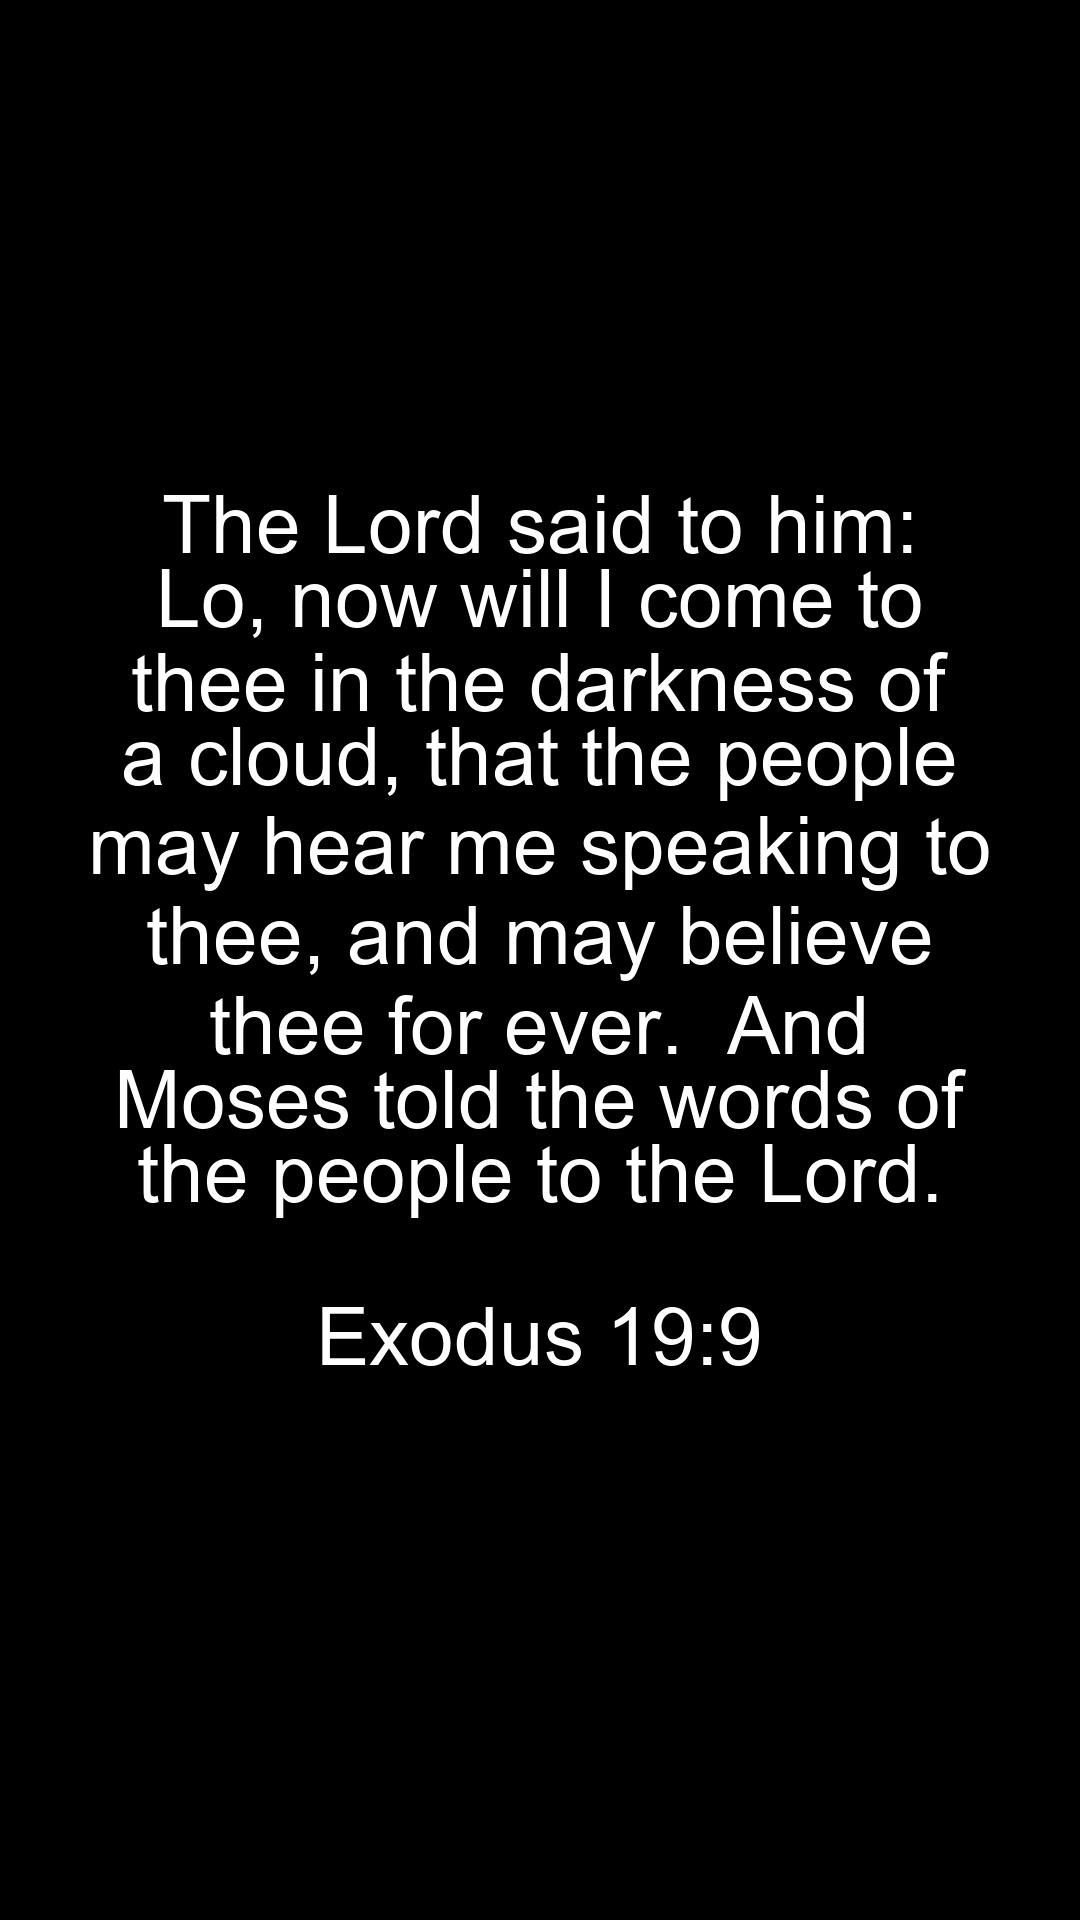 The Lord said to him:
Lo, now will I come to
thee in the darkness of
a cloud, that the people
may hear me speaking to
thee, and may believe
thee for ever.  And
Moses told the words of
the people to the Lord.
Exodus 19:9